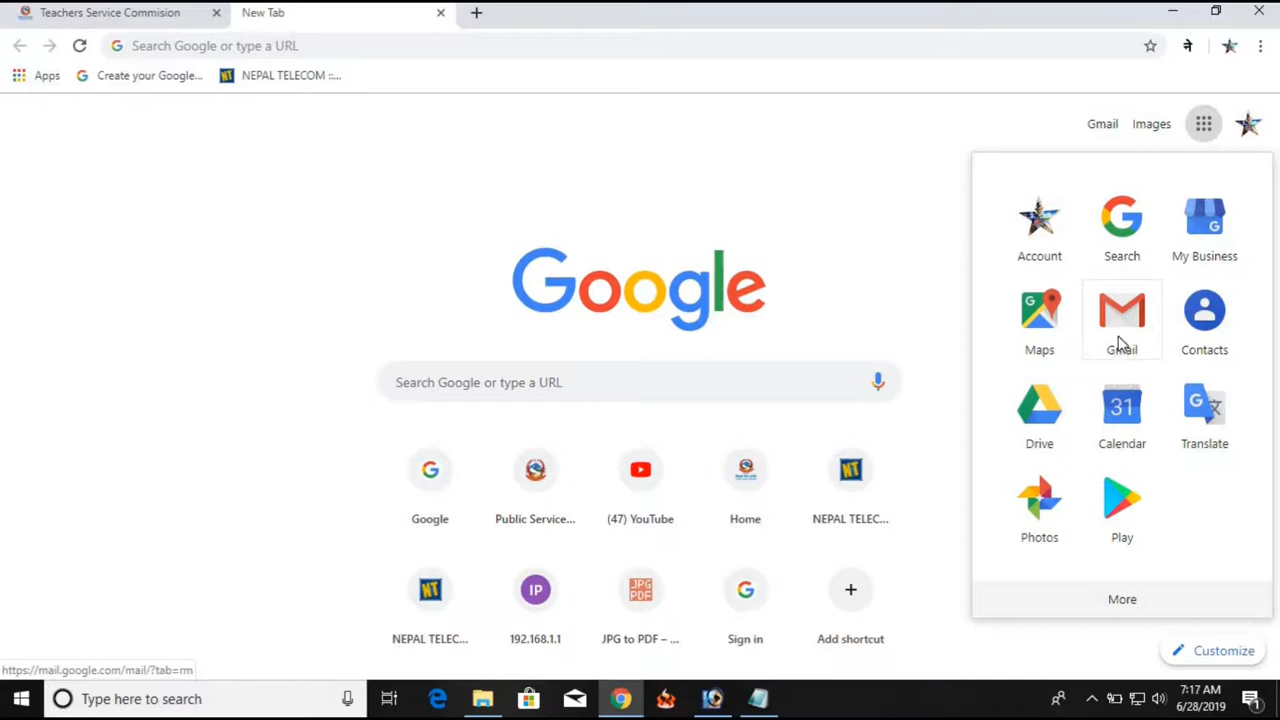 Teachers Service Commision
New Tab
Search Google or type a URL
ने
Apps
Create your Google...
NEPAL TELECOM ::...
Gmail
Images
Google
Search Google or type a URL
Account
Search
My Business
Maps
Gmail
Contacts
Drive
31
Calendar
Translate
Photos
Play
More
Google
Public Service...
(47) YouTube
Home
NEPAL TELEC...
IP
JPG
PDF
NEPAL TELEC...
192.168.1.1
JPG to PDF – ...
Sign in
Add shortcut
Customize
https://mail.google.com/mail/?tab=rm
Type here to search
7:17 AM
6/28/2019